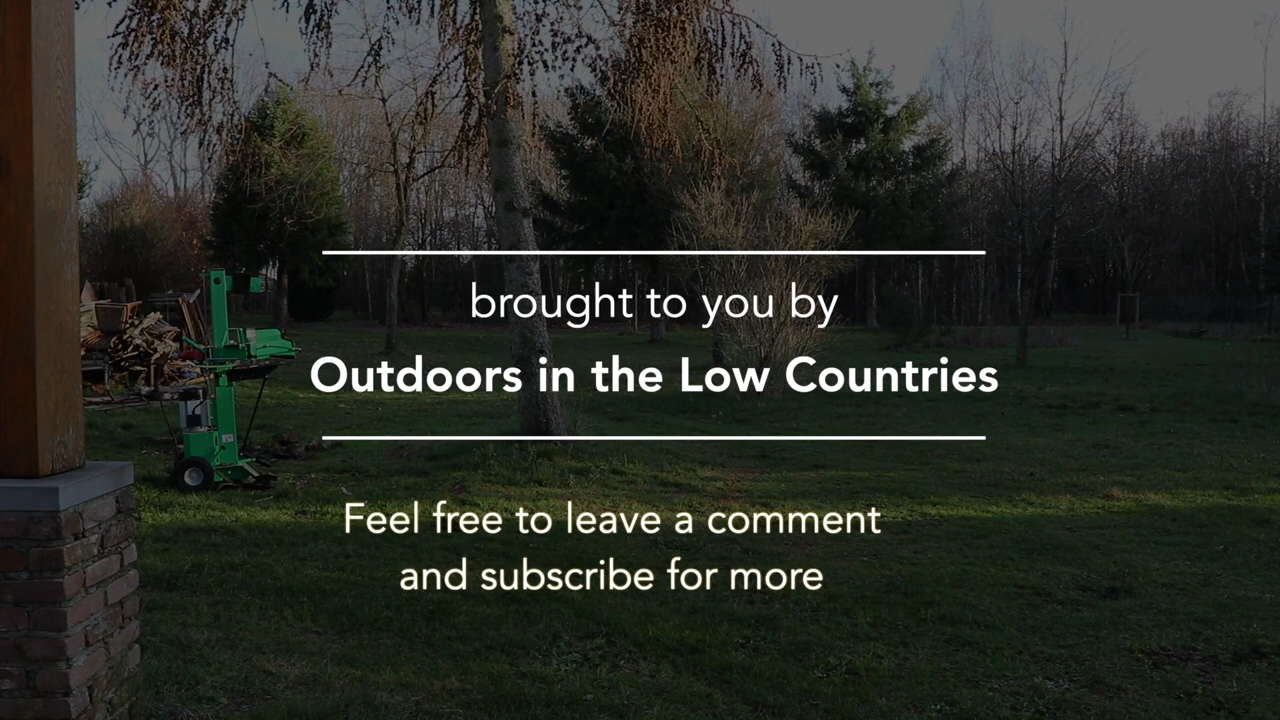 brought to you by
Outdoors in the Low Countries
Feel free to leave a comment
and subscribe for more